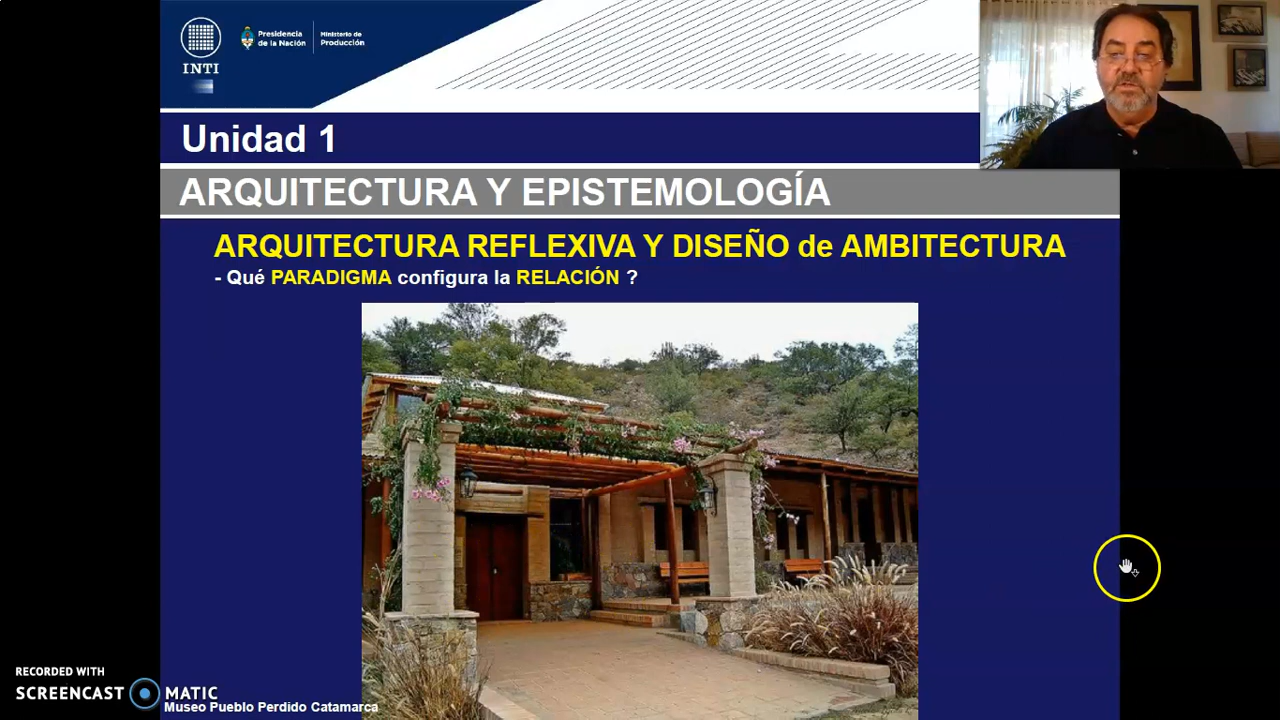 INTI
Presidencia
de la Nación
Ministerio de
Producción
Unidad 1
ARQUITECTURA Y EPISTEMOLOGÍA
ARQUITECTURA REFLEXIVA Y DISEÑO de AMBITECTURA
- Qué PARADIGMA configura la RELACIÓN ?
RECORDED WITH
SCREENCAST MATIC
Museo Pueblo Perdido Catamarca